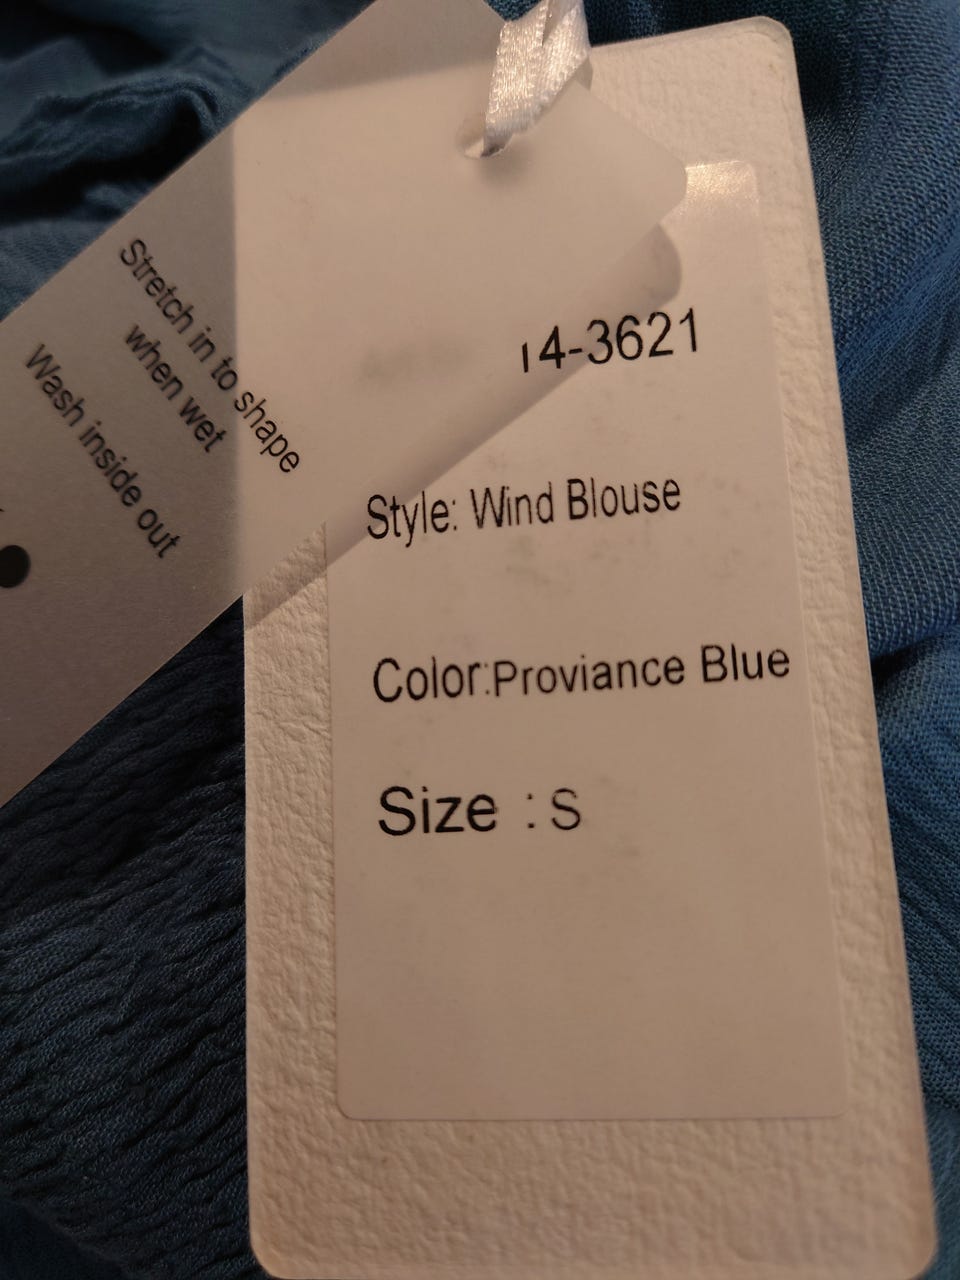 14-3621
Style: Wind Blouse
Color:Proviance Blue
Size : S
Stretch in to shape
when wet
Wash inside out